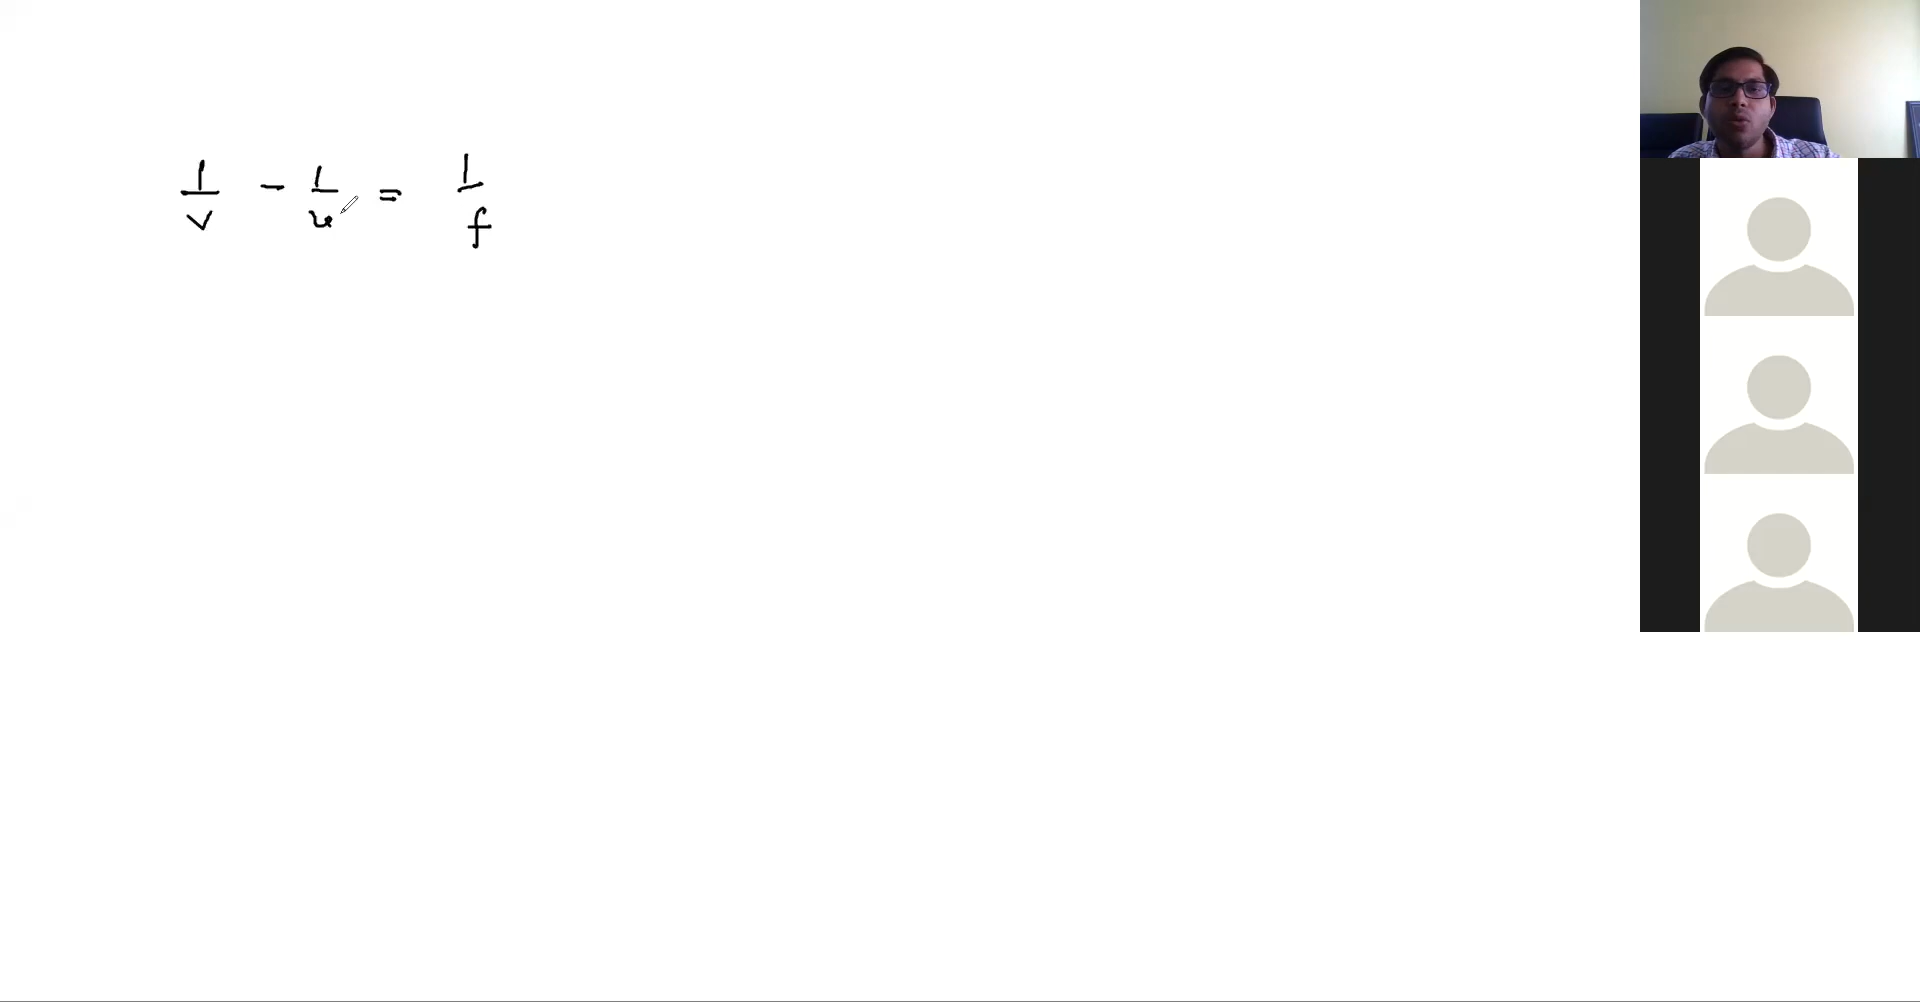 1/v - 1/u = 1/f